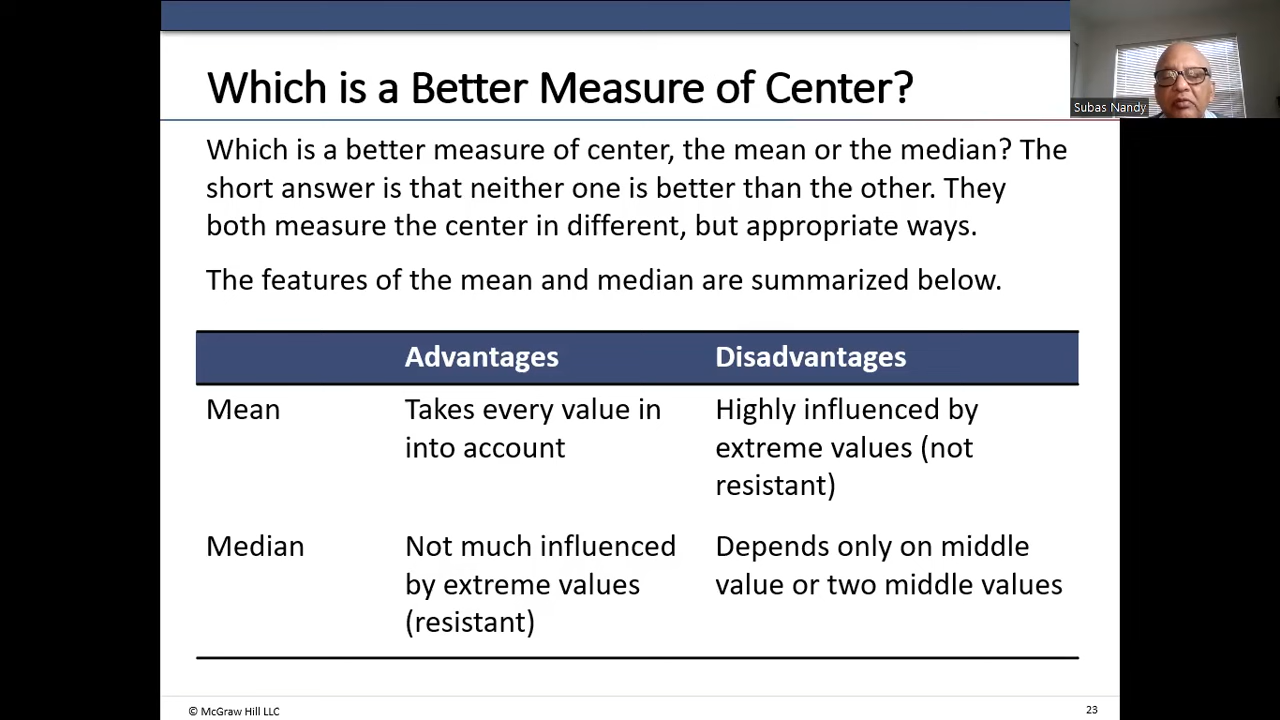 Which is a Better Measure of Center?
Subas Nandy
Which is a better measure of center, the mean or the median? The
short answer is that neither one is better than the other. They
both measure the center in different, but appropriate ways.
The features of the mean and median are summarized below.
Advantages Disadvantages
Mean Takes every value in Highly influenced by
into account extreme values (not
resistant)
Median Not much influenced Depends only on middle
by extreme values value or two middle values
(resistant)
© McGraw Hill LLC 23